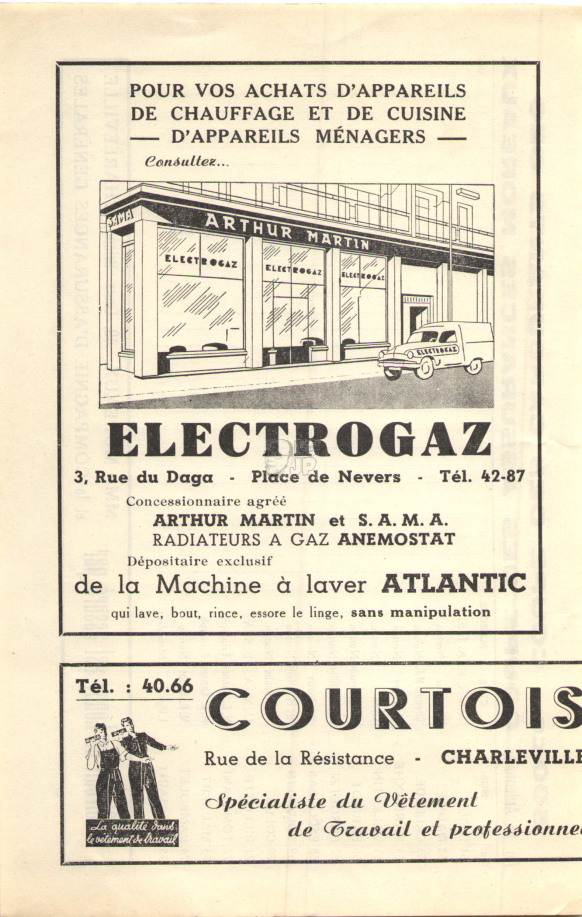 POUR VOS ACHATS D'APPAREILS
DE CHAUFFAGE ET DE CUISINE
— D'APPAREILS MÉNAGERS —
Consultez...
SAMA
ARTHUR MARTIN
ELECTROGAZ
ELECTROGAZ
ELECTROGAZ
ELECTROGAZ
ELECTROGAZ
3, Rue du Daga - Place de Nevers - Tél. 42-87
Concessionnaire agréé
ARTHUR MARTIN et S.A.M.A.
RADIATEURS A GAZ ANEMOSTAT
Dépositaire exclusif
de la Machine à laver ATLANTIC
qui lave, bout, rince, essore le linge, sans manipulation
Tél. : 40.66
COURTOIS
Rue de la Résistance - CHARLEVILLE
Spécialiste du Vêtement
de Travail et professionne
La qualité dans
le vêtement de travail